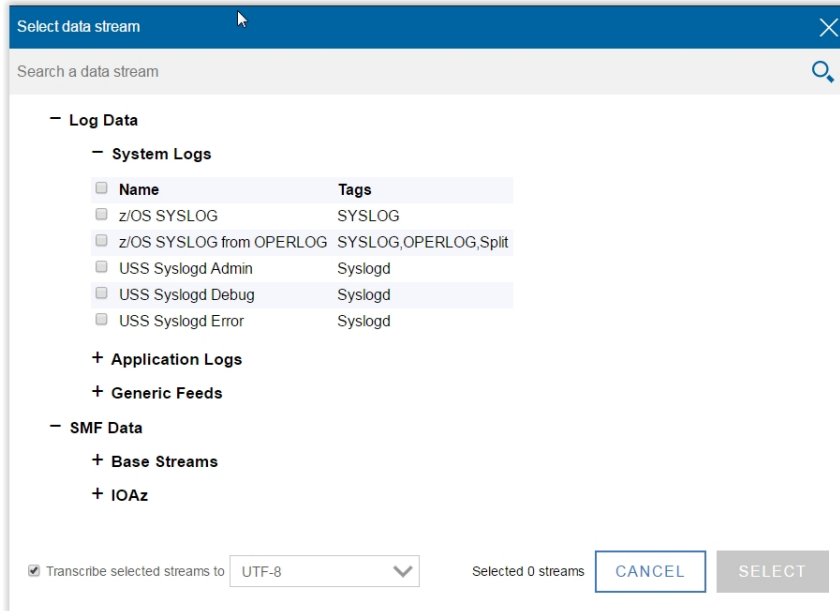 Select data stream
Search a data stream
Log Data
System Logs
Name Tags
z/OS SYSLOG SYSLOG
z/OS SYSLOG from OPERLOG SYSLOG,OPERLOG,Split
USS Syslogd Admin Syslogd
USS Syslogd Debug Syslogd
USS Syslogd Error Syslogd
Application Logs
Generic Feeds
SMF Data
Base Streams
IOAz
Transcribe selected streams to UTF-8 Selected 0 streams CANCEL SELECT